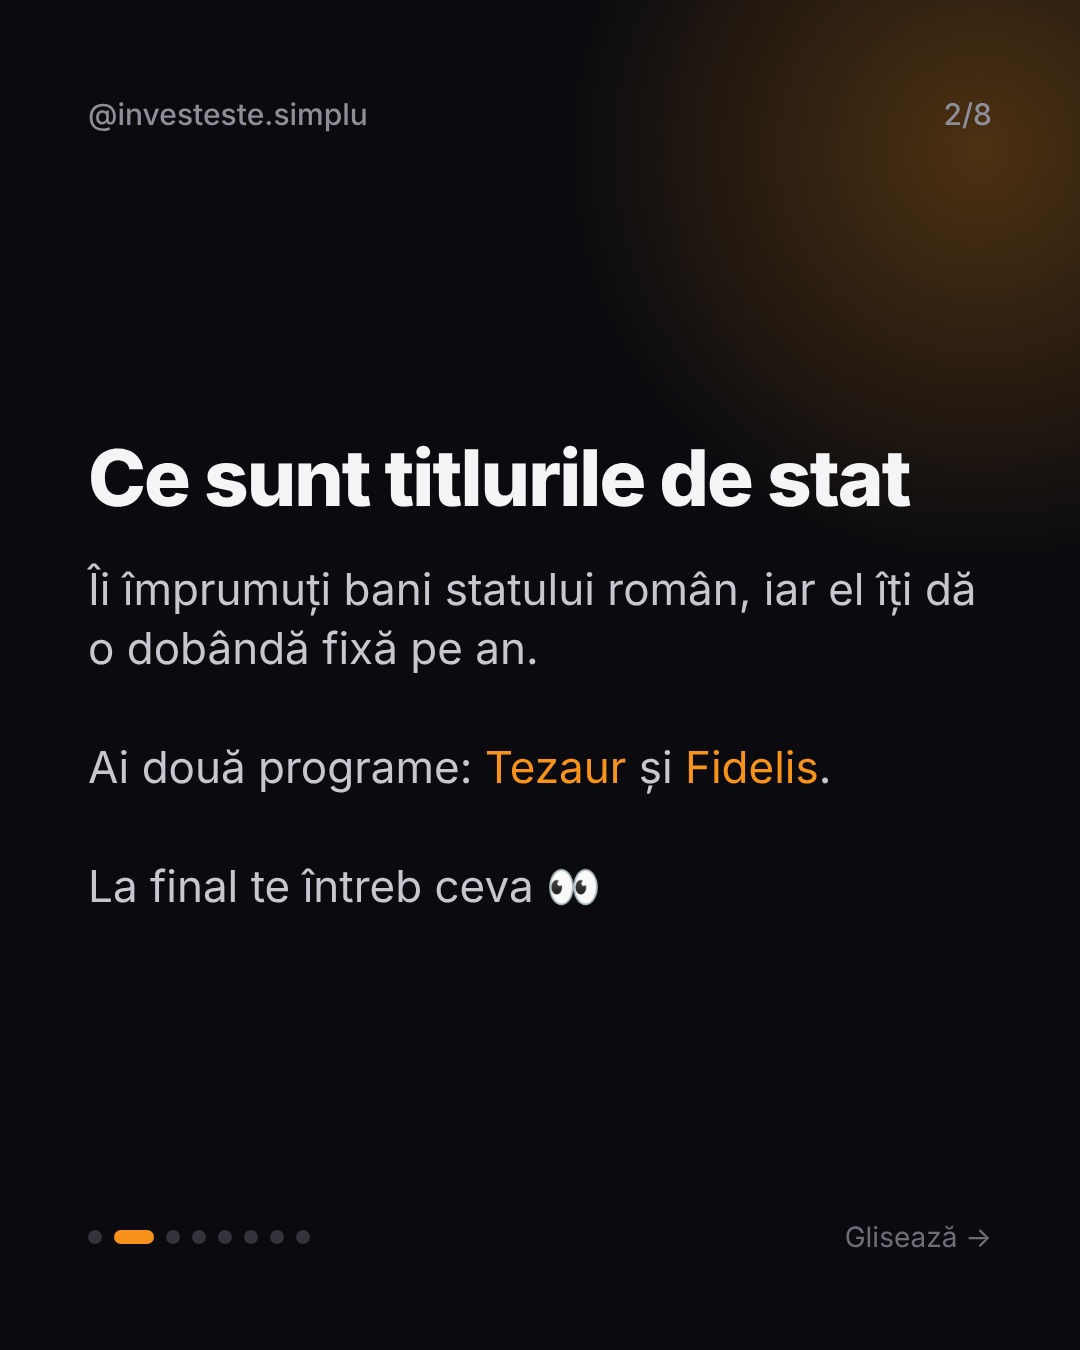 @investeste.simplu
2/8
Ce sunt titlurile de stat
Îi împrumuți bani statului român, iar el îți dă
o dobândă fixă pe an.
Ai două programe: Tezaur și Fidelis.
La final te întreb ceva 👀
Glisează →